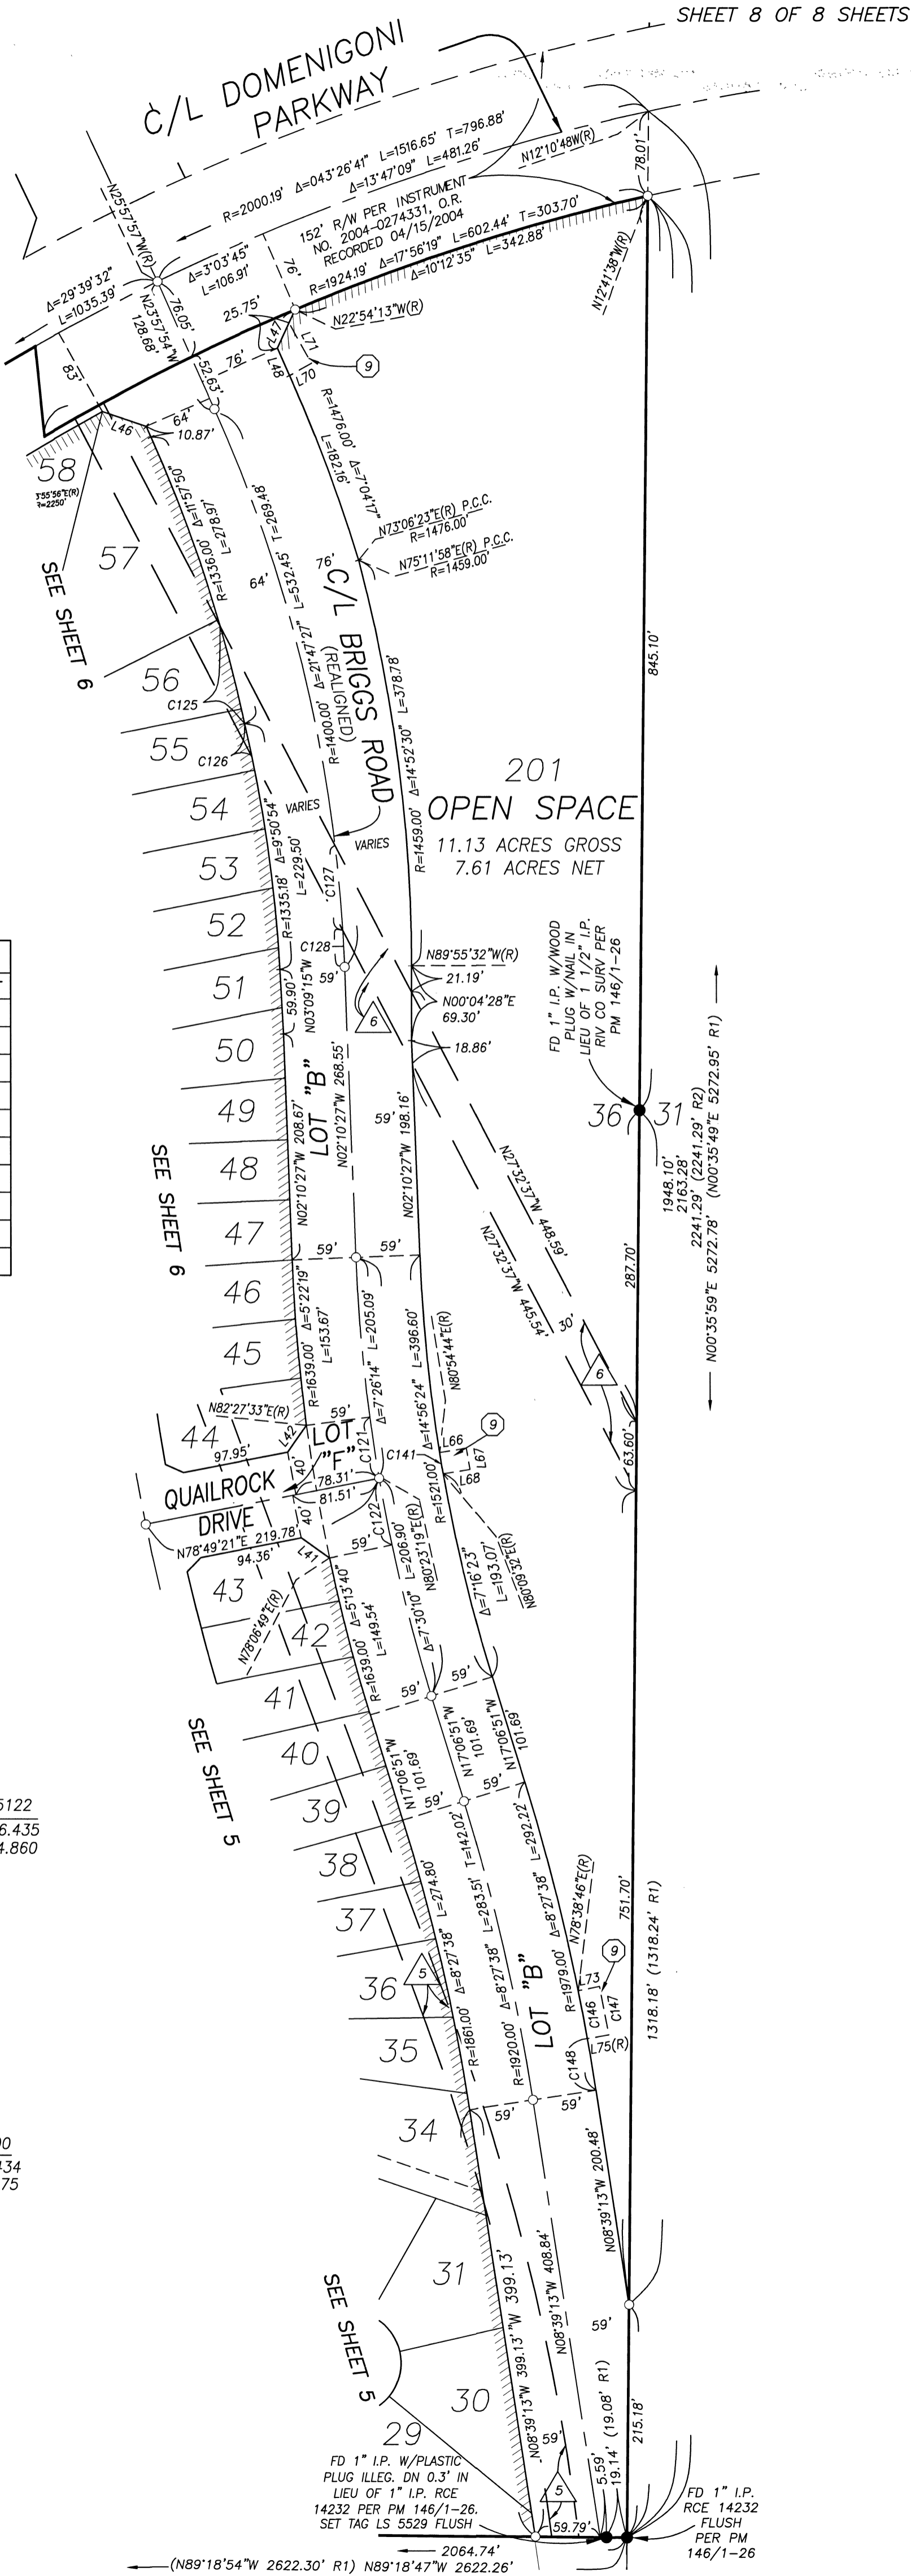 SHEET 8 OF 8 SHEETS
C/L DOMENIGONI
PARKWAY
R=2000.19' Δ=043°26'41" L=1516.65' T=796.88'
Δ=13°47'09" L=481.26'
N12°10'48W(R)
78.01'
152' R/W PER INSTRUMENT
NO. 2004-0274331, O.R.
RECORDED 04/15/2004
R=1924.19' Δ=17°56'19" L=602.44' T=303.70'
Δ=10°12'35" L=342.88'
N12°41'38W"(R)
N25°57'57"W(R)
Δ=3°03'45"
L=106.91'
76'
Δ=29°39'32"
L=1035.39'
76.05'
N23°57'54"W
128.68'
25.75'
N22°54'13"W(R)
L47
L71
L48
L70
9
76'
52.63'
83'
64'
10.87'
L46
58
3'55'56"E(R)
R=2250'
57
SEE SHEET 6
R=1336.00' Δ=11°57'50"
L=278.97'
R=1476.00' Δ=7°04'17"
L=182.16'
N73°06'23"E(R) P.C.C.
R=1476.00'
N75°11'58"E(R) P.C.C.
R=1459.00'
76'
64'
C/L BRIGGS ROAD
(REALIGNED)
R=1400.00' Δ=21°47'27" L=532.45' T=269.48'
R=1459.00' Δ=14°52'30" L=378.78'
845.10'
56
C125
55
C126
54
53
52
51
50
49
48
47
46
45
44
VARIES
VARIES
R=1335.18' Δ=9°50'54"
L=229.50'
C127
C128
59'
201
OPEN SPACE
11.13 ACRES GROSS
7.61 ACRES NET
59.90'
N03°09'15"W
6
N89°55'32"W(R)
21.19'
N00°04'28"E
69.30'
18.86'
FD 1" I.P. W/WOOD
PLUG W/NAIL IN
LIEU OF 1 1/2" I.P.
RIV CO SURV PER
PM 146/1-26
36
31
1948.10'
2163.28'
2241.29' (2241.29' R2)
N00°35'59"E 5272.78' (N00°35'49"E 5272.95' R1)
LOT "B"
N02°10'27"W 208.67'
N02°10'27"W 268.55'
59'
N02°10'27"W 198.16'
N27°32'37"W 448.59'
N27°32'37"W 445.54'
30'
6
287.70'
63.60'
SEE SHEET 6
59'
59'
R=1639.00' Δ=5°22'19"
L=153.67'
Δ=7°26'14" L=205.09'
R=1521.00' Δ=14°56'24" L=396.60'
N80°54'44"E(R)
N82°27'33"E(R)
59'
L42
LOT
"F"
C121
C141
L66
L67
L68
9
97.95'
40'
78.31'
81.51'
QUAILROCK
DRIVE
40'
C122
N78°49'21"E 219.78'
94.36'
L41
59'
L=206.90'
N80°23'19"E(R)
Δ=7°16'23"
L=193.07'
N80°09'32"E(R)
43
N78°06'49"E(R)
42
R=1639.00' Δ=5°13'40"
L=149.54'
Δ=7°30'10"
59'
59'
41
40
39
38
37
36
35
34
31
30
29
SEE SHEET 5
N17°06'51"W
101.69'
N17°06'51"W
101.69'
N17°06'51"W
101.69'
59'
59'
5122
6.435
4.860
R=1861.00' Δ=8°27'38" L=274.80'
R=1920.00' Δ=8°27'38" L=283.51' T=142.02'
R=1979.00' Δ=8°27'38" L=292.22'
N78°38'46"E(R)
5
LOT "B"
L73
9
C146
C147
L75(R)
C148
59'
59'
751.70'
1318.18' (1318.24' R1)
00
434
75
N08°39'13"W 200.48'
N08°39'13"W 399.13'
399.13'
N08°39'13"W 408.84'
59'
59'
5.59'
19.14' (19.08' R1)
215.18'
SEE SHEET 5
FD 1" I.P. W/PLASTIC
PLUG ILLEG. DN 0.3' IN
LIEU OF 1" I.P. RCE
14232 PER PM 146/1-26.
SET TAG LS 5529 FLUSH
5
59.79'
FD 1" I.P.
RCE 14232
FLUSH
PER PM
146/1-26
2064.74'
(N89°18'54"W 2622.30' R1) N89°18'47"W 2622.26'